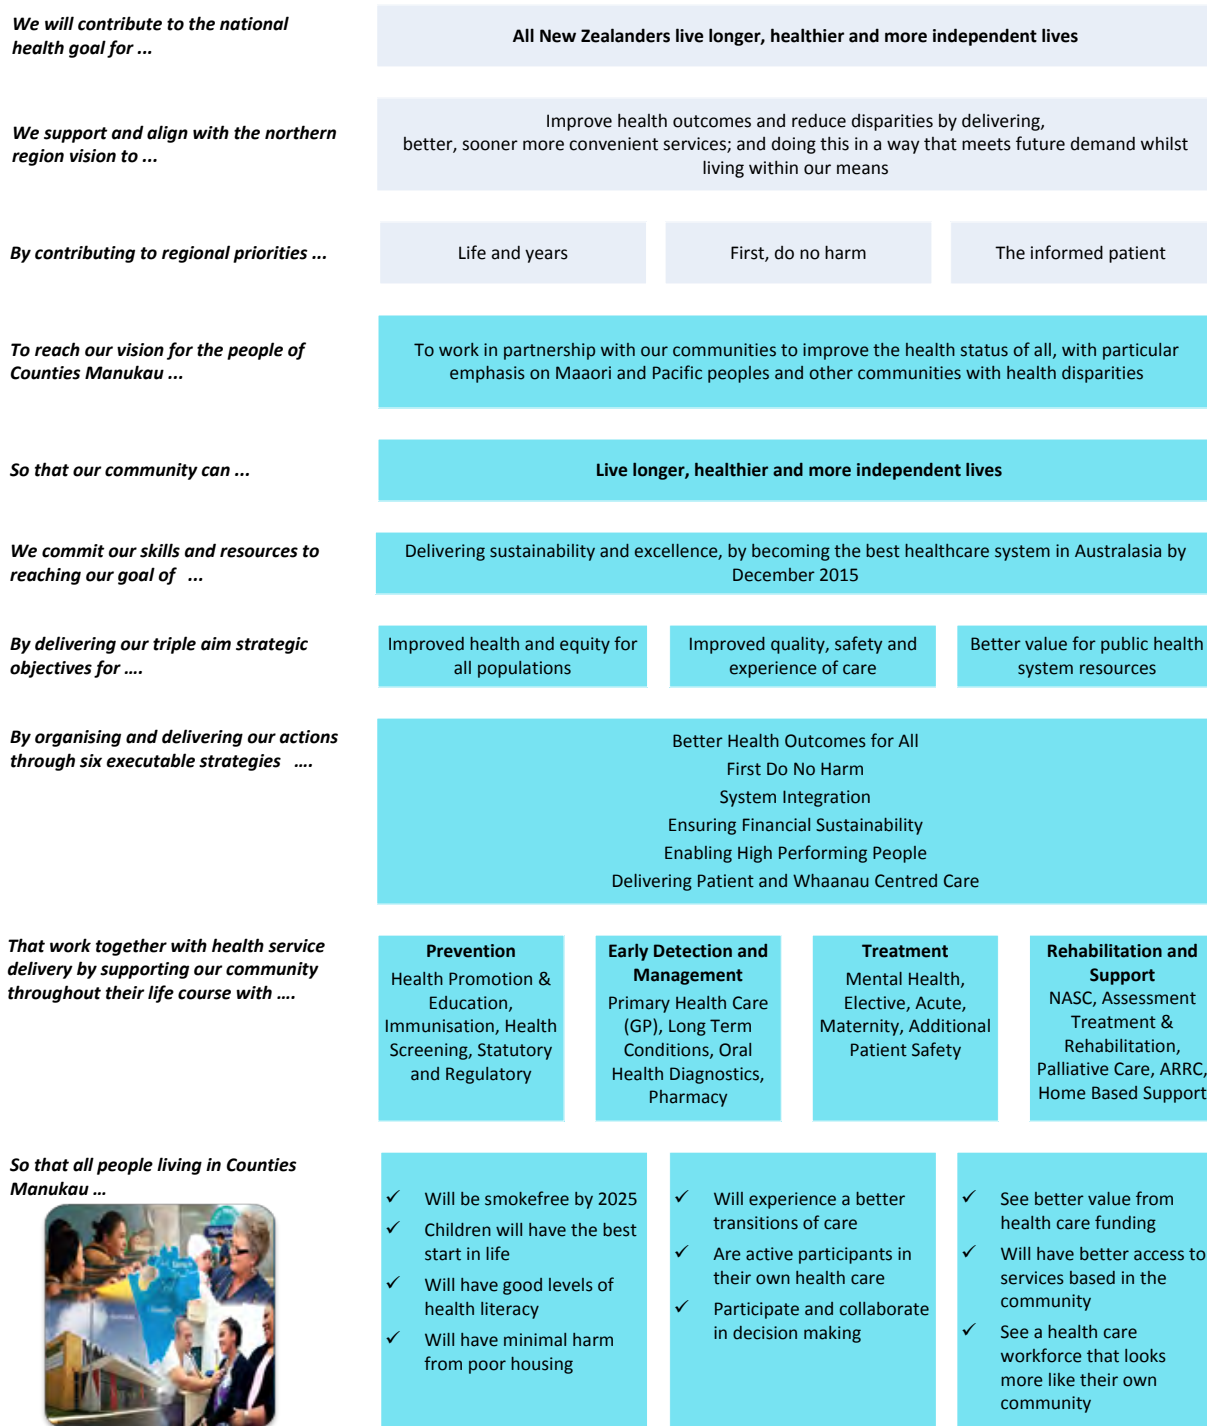 We will contribute to the national
health goal for ...
All New Zealanders live longer, healthier and more independent lives
We support and align with the northern
region vision to ...
Improve health outcomes and reduce disparities by delivering,
better, sooner more convenient services; and doing this in a way that meets future demand whilst
living within our means
By contributing to regional priorities ...
Life and years
First, do no harm
The informed patient
To reach our vision for the people of
Counties Manukau ...
To work in partnership with our communities to improve the health status of all, with particular
emphasis on Maaori and Pacific peoples and other communities with health disparities
So that our community can ...
Live longer, healthier and more independent lives
We commit our skills and resources to
reaching our goal of ...
Delivering sustainability and excellence, by becoming the best healthcare system in Australasia by
December 2015
By delivering our triple aim strategic
objectives for ....
Improved health and equity for
all populations
Improved quality, safety and
experience of care
Better value for public health
system resources
By organising and delivering our actions
through six executable strategies ....
Better Health Outcomes for All
First Do No Harm
System Integration
Ensuring Financial Sustainability
Enabling High Performing People
Delivering Patient and Whaanau Centred Care
That work together with health service
delivery by supporting our community
throughout their life course with ....
Prevention
Health Promotion &
Education,
Immunisation, Health
Screening, Statutory
and Regulatory
Early Detection and
Management
Primary Health Care
(GP), Long Term
Conditions, Oral
Health Diagnostics,
Pharmacy
Treatment
Mental Health,
Elective, Acute,
Maternity, Additional
Patient Safety
Rehabilitation and
Support
NASC, Assessment
Treatment &
Rehabilitation,
Palliative Care, ARRC,
Home Based Support
So that all people living in Counties
Manukau ...
✓ Will be smokefree by 2025
✓ Children will have the best
start in life
✓ Will have good levels of
health literacy
✓ Will have minimal harm
from poor housing
✓ Will experience a better
transitions of care
✓ Are active participants in
their own health care
✓ Participate and collaborate
in decision making
✓ See better value from
health care funding
✓ Will have better access to
services based in the
community
✓ See a health care
workforce that looks
more like their own
community